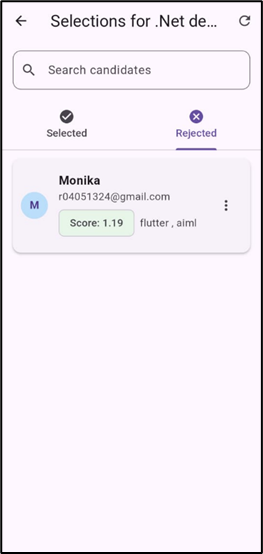 Selections for .Net de...
Search candidates
Selected
Rejected
Monika
M
r04051324@gmail.com
Score: 1.19
flutter , aiml